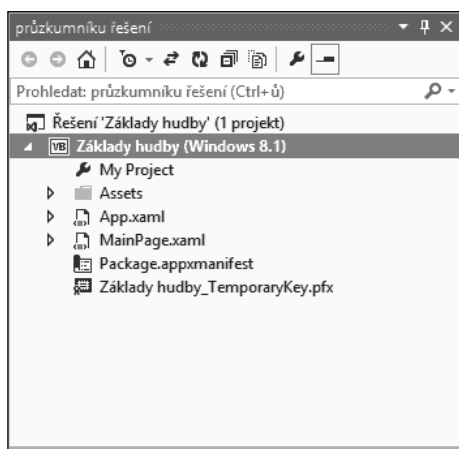 průzkumníku řešení
Prohledat: průzkumníku řešení (Ctrl+ů)
Řešení 'Základy hudby' (1 projekt)
VB Základy hudby (Windows 8.1)
My Project
Assets
App.xaml
MainPage.xaml
Package.appxmanifest
Základy hudby_TemporaryKey.pfx